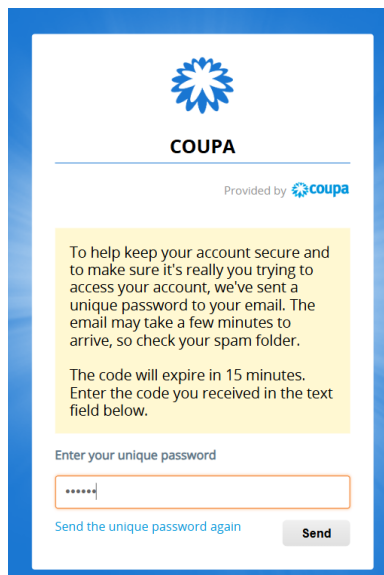 COUPA
Provided by coupa
To help keep your account secure and
to make sure it's really you trying to
access your account, we've sent a
unique password to your email. The
email may take a few minutes to
arrive, so check your spam folder.
The code will expire in 15 minutes.
Enter the code you received in the text
field below.
Enter your unique password
••••••
Send the unique password again
Send